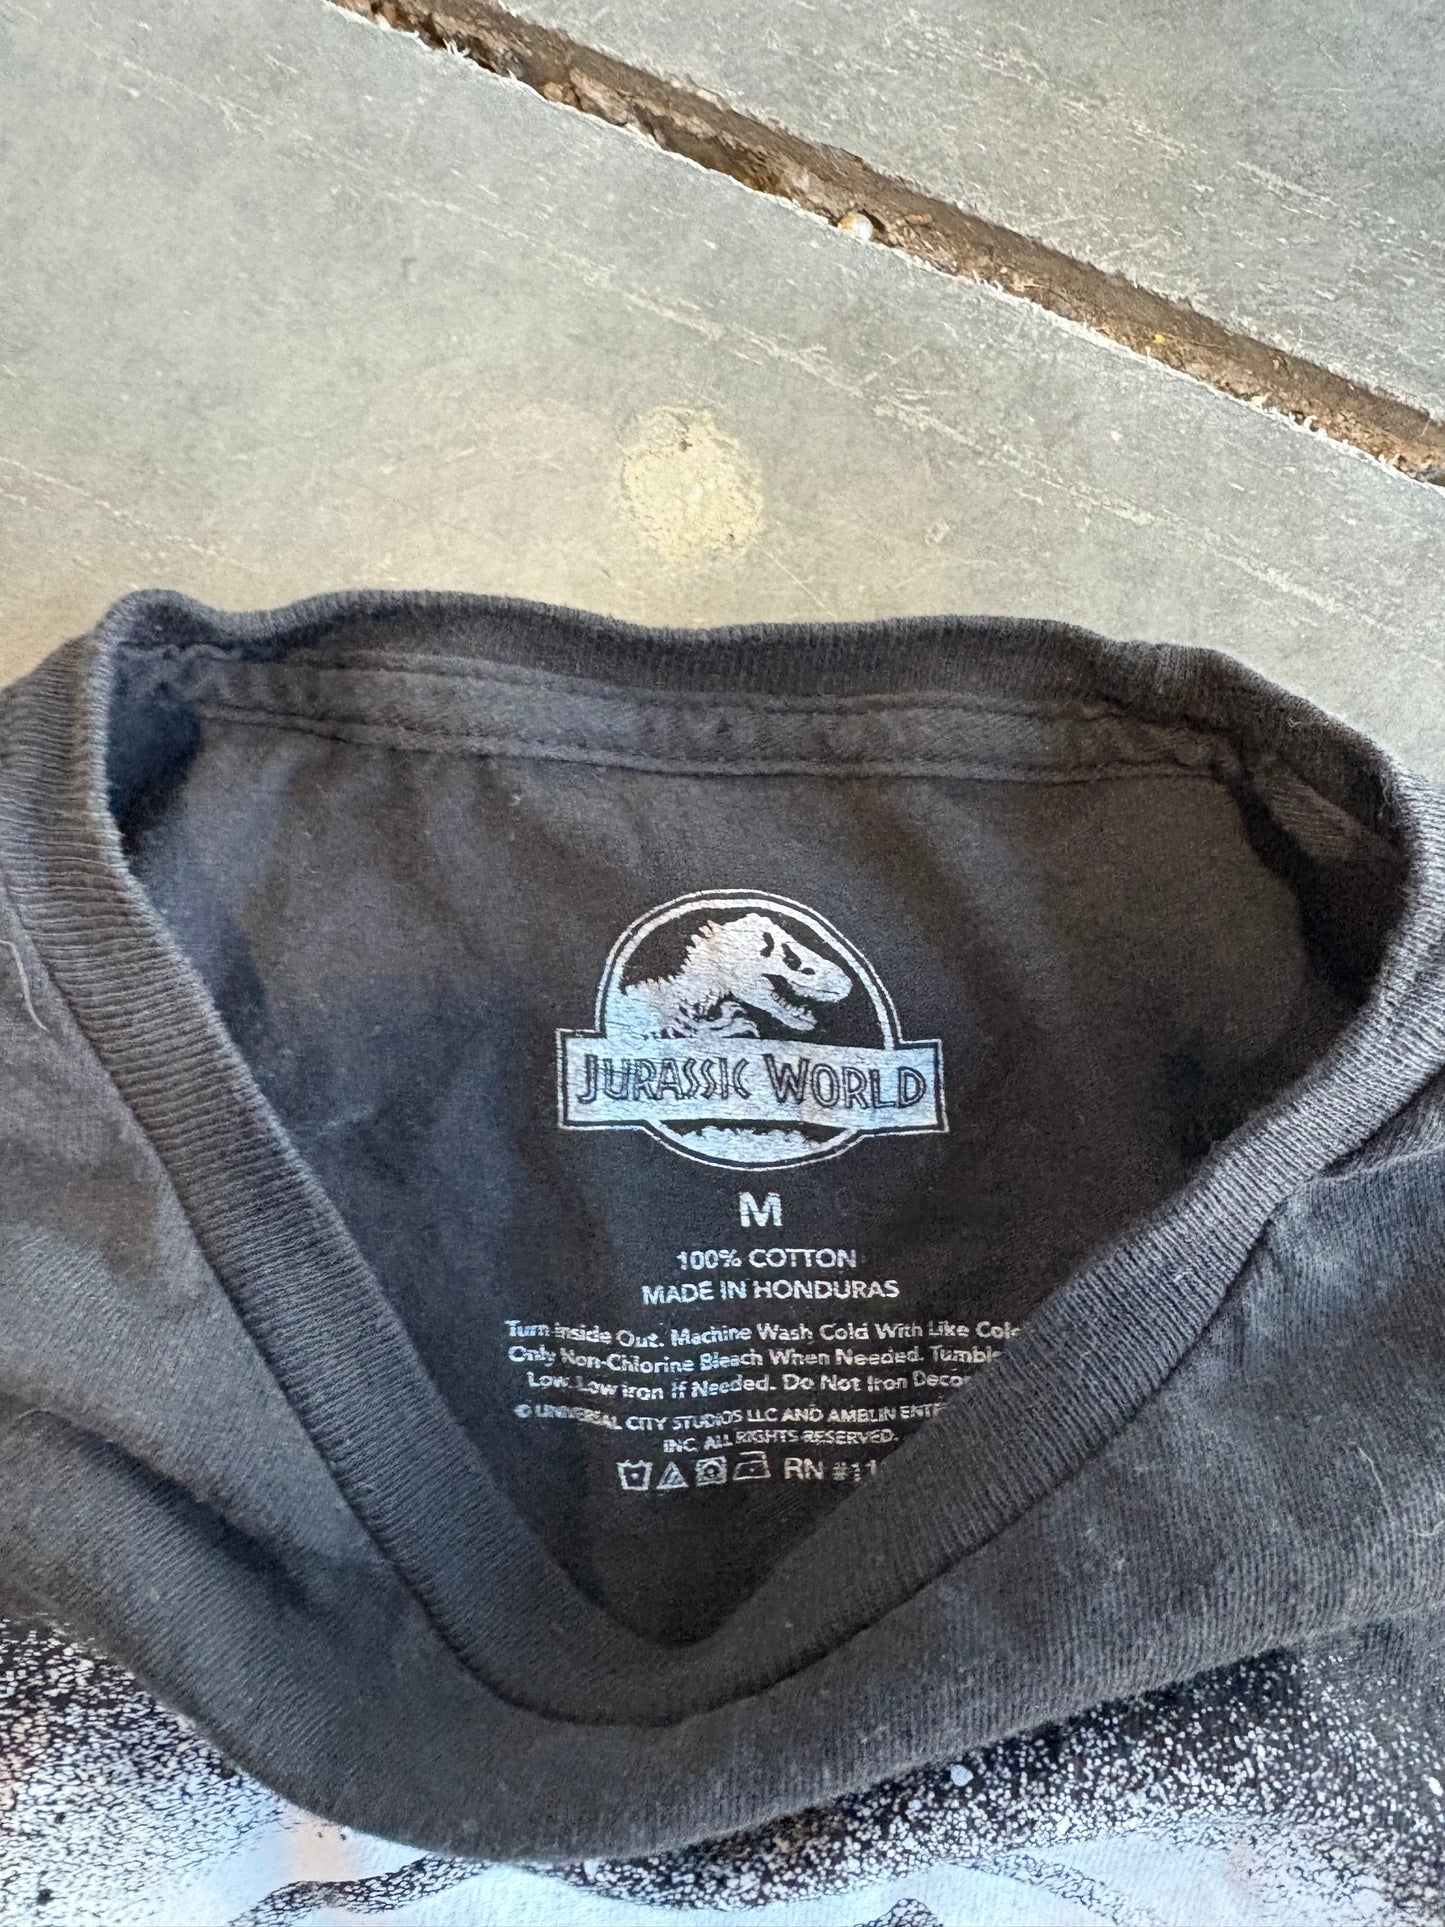 JURASSIC WORLD
M
100% COTTON
MADE IN HONDURAS
Turn Inside Out. Machine Wash Cold With Like
Only Non-Chlorine Bleach When Needed. Tumble
Low. Low Iron If Needed. Do Not Iron
© UNIVERSAL CITY STUDIOS LLC AND AMBLIN
INC. ALL RIGHTS RESERVED.
RN